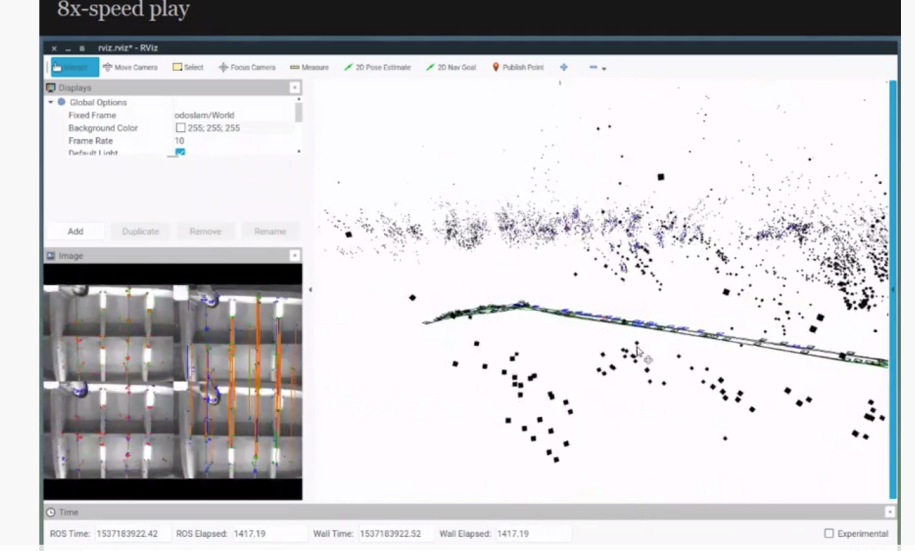 8x-speed play
rviz.rviz* - RViz
Move Camera Select Focus Camera Measure 2D Pose Estimate 2D Nav Goal Publish Point
Displays
Global Options
Fixed Frame odoslam/World
Background Color 255; 255; 255
Frame Rate 10
Default Light
Add Duplicate Remove Rename
Image
Time
ROS Time: 1537183922.42 ROS Elapsed: 1417.19 Wall Time: 1537183922.52 Wall Elapsed: 1417.19 Experimental